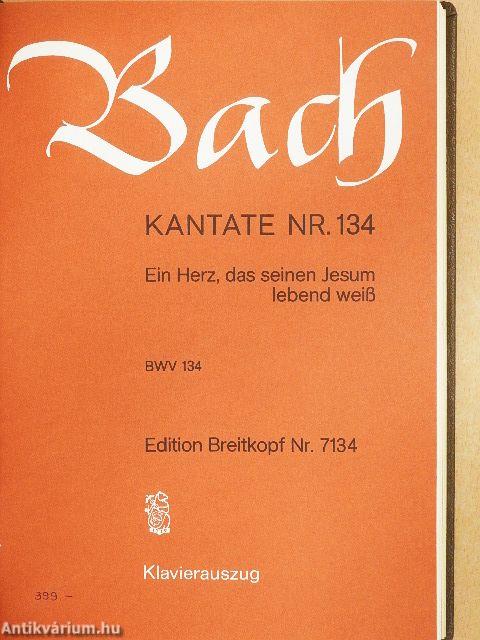 Bach
KANTATE NR. 134
Ein Herz, das seinen Jesum
lebend weiß
BWV 134
Edition Breitkopf Nr. 7134
Klavierauszug
399.–
Antikvárium.hu